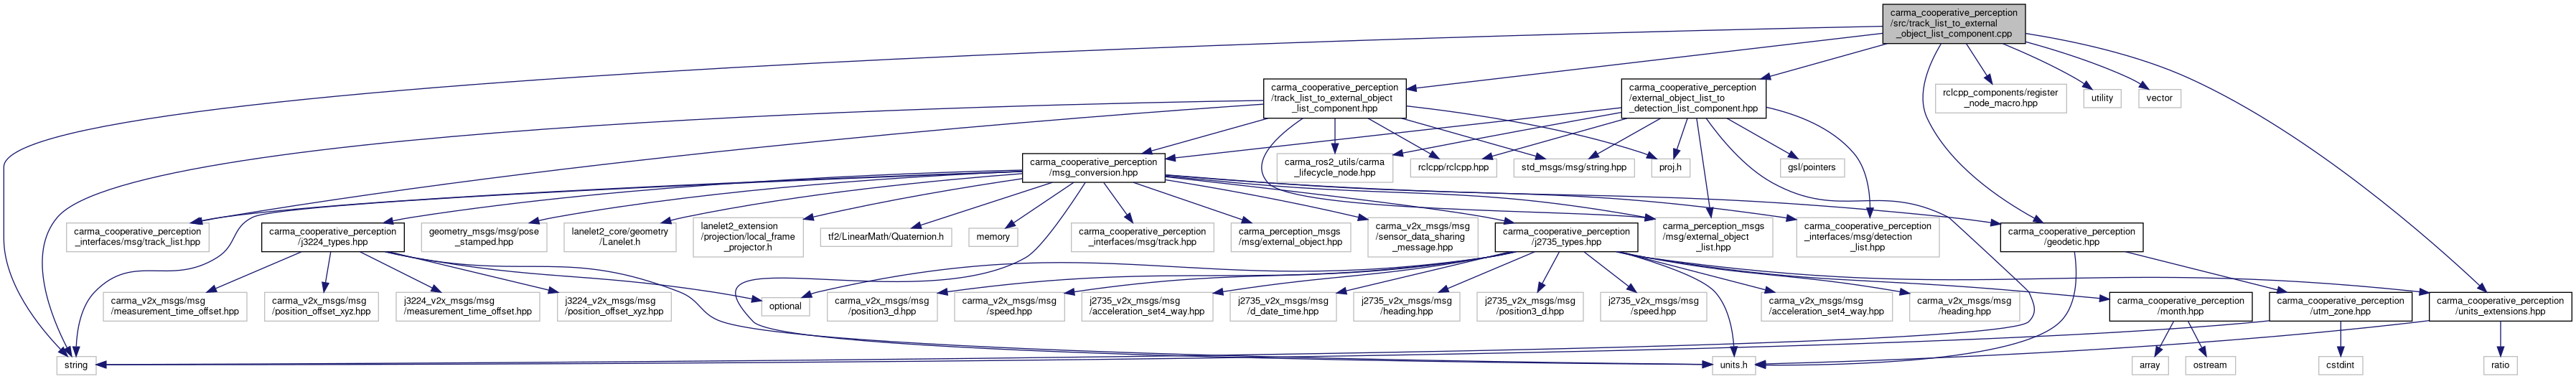 carma_cooperative_perception
/src/track_list_to_external
_object_list_component.cpp
carma_cooperative_perception
/track_list_to_external_object
_list_component.hpp
carma_cooperative_perception
/external_object_list_to
_detection_list_component.hpp
rclcpp_components/register
_node_macro.hpp
utility
vector
carma_cooperative_perception
/msg_conversion.hpp
carma_ros2_utils/carma
_lifecycle_node.hpp
rclcpp/rclcpp.hpp
std_msgs/msg/string.hpp
proj.h
gsl/pointers
carma_cooperative_perception
_interfaces/msg/track_list.hpp
carma_cooperative_perception
/j3224_types.hpp
geometry_msgs/msg/pose
_stamped.hpp
lanelet2_core/geometry
/Lanelet.h
lanelet2_extension
/projection/local_frame
_projector.h
tf2/LinearMath/Quaternion.h
memory
carma_cooperative_perception
_interfaces/msg/track.hpp
carma_perception_msgs
/msg/external_object.hpp
carma_v2x_msgs/msg
/sensor_data_sharing
_message.hpp
carma_cooperative_perception
/j2735_types.hpp
carma_perception_msgs
/msg/external_object
_list.hpp
carma_cooperative_perception
_interfaces/msg/detection
_list.hpp
carma_cooperative_perception
/geodetic.hpp
carma_v2x_msgs/msg
/measurement_time_offset.hpp
carma_v2x_msgs/msg
/position_offset_xyz.hpp
j3224_v2x_msgs/msg
/measurement_time_offset.hpp
j3224_v2x_msgs/msg
/position_offset_xyz.hpp
optional
carma_v2x_msgs/msg
/position3_d.hpp
carma_v2x_msgs/msg
/speed.hpp
j2735_v2x_msgs/msg
/acceleration_set4_way.hpp
j2735_v2x_msgs/msg
/d_date_time.hpp
j2735_v2x_msgs/msg
/heading.hpp
j2735_v2x_msgs/msg
/position3_d.hpp
j2735_v2x_msgs/msg
/speed.hpp
carma_v2x_msgs/msg
/acceleration_set4_way.hpp
carma_v2x_msgs/msg
/heading.hpp
carma_cooperative_perception
/month.hpp
carma_cooperative_perception
/utm_zone.hpp
carma_cooperative_perception
/units_extensions.hpp
string
units.h
array
ostream
cstdint
ratio